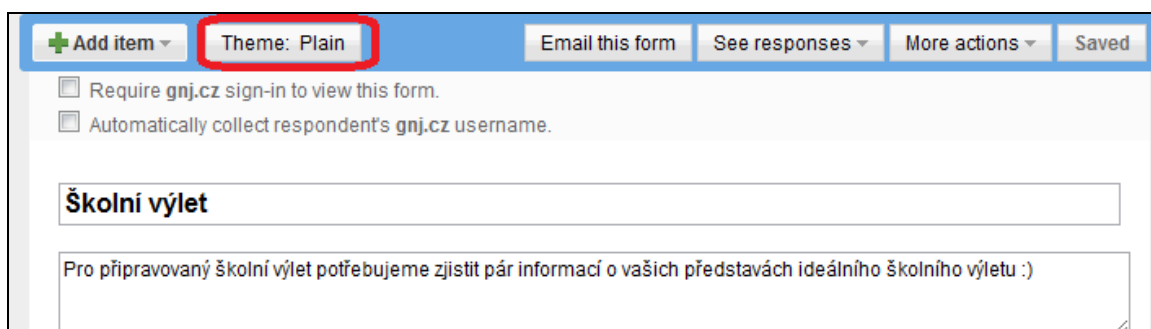 Add item Theme: Plain Email this form See responses More actions Saved
Require gnj.cz sign-in to view this form.
Automatically collect respondent's gnj.cz username.
Školní výlet
Pro připravovaný školní výlet potřebujeme zjistit pár informací o vašich představách ideálního školního výletu :)